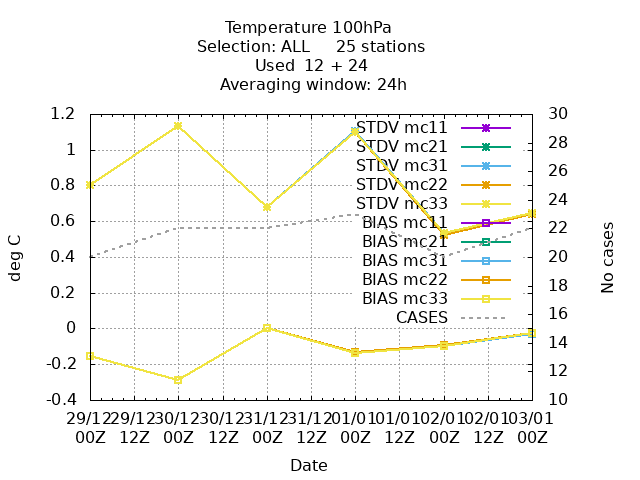 Temperature 100hPa
Selection: ALL 25 stations
Used 12 + 24
Averaging window: 24h
1.2
1
0.8
0.6
0.4
0.2
0
-0.2
-0.4
deg C
STDV mc11
STDV mc21
STDV mc31
STDV mc22
STDV mc33
BIAS mc11
BIAS mc21
BIAS mc31
BIAS mc22
BIAS mc33
CASES
30
28
26
24
22
20
18
16
14
12
10
No cases
29/12 29/12 30/12 30/12 31/12 31/12 01/01 01/01 02/01 02/01 03/01
00Z 12Z 00Z 12Z 00Z 12Z 00Z 12Z 00Z 12Z 00Z
Date